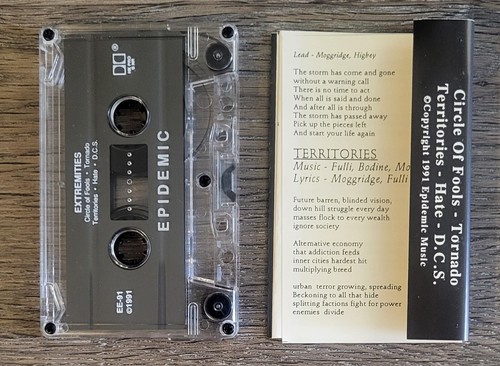 EXTREMITIES
Circle of Fools • Tornado
Territories • Hate • D.C.S.
EPIDEMIC
EE-91
©1991
Lead - Moggridge, Highry
The storm has come and gone
without a warning call
There is no time to act
When all is said and done
And after all is through
The storm has passed away
Pick up the pieces left
And start your life again
TERRITORIES
Music - Fulli, Bodine, Mo
Lyrics - Moggridge, Fulli
Future barren, blinded vision,
down hill struggle every day
masses flock to every wealth
ignore society
Alternative economy
that addiction feeds
inner cities hardest hit
multiplying breed
urban terror growing, spreading
Beckoning to all that hide
splitting factions fight for power
enemies divide
Circle Of Fools - Tornado
Territories - Hate - D.C.S.
©Copyright 1991 Epidemic Music